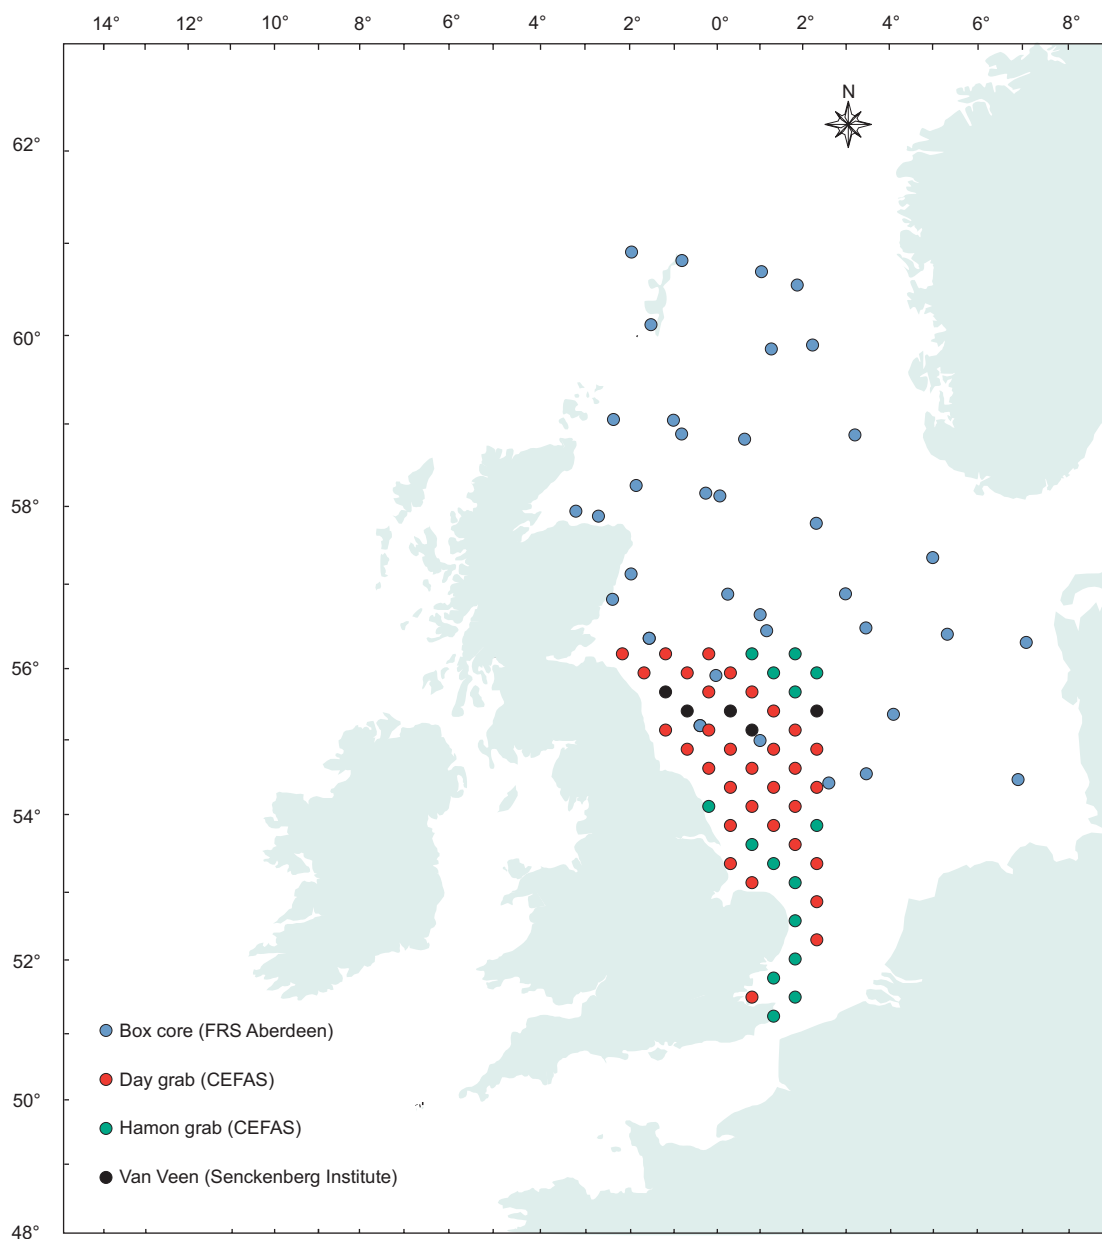 14° 12° 10° 8° 6° 4° 2° 0° 2° 4° 6° 8°
N
62°
60°
58°
56°
54°
52°
50°
48°
Box core (FRS Aberdeen)
Day grab (CEFAS)
Hamon grab (CEFAS)
Van Veen (Senckenberg Institute)